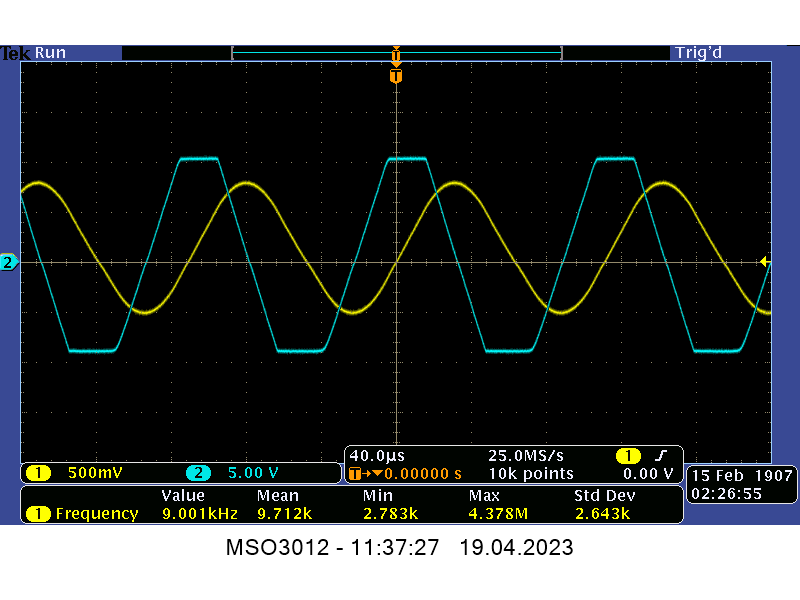 Tek Run Trig'd
T
T
2
1 500mV 2 5.00 V
40.0µs 25.0MS/s 1
T 0.00000 s 10k points 0.00 V
Value Mean Min Max Std Dev
1 Frequency 9.001kHz 9.712k 2.783k 4.378M 2.643k
15 Feb 1907
02:26:55
MSO3012 - 11:37:27 19.04.2023